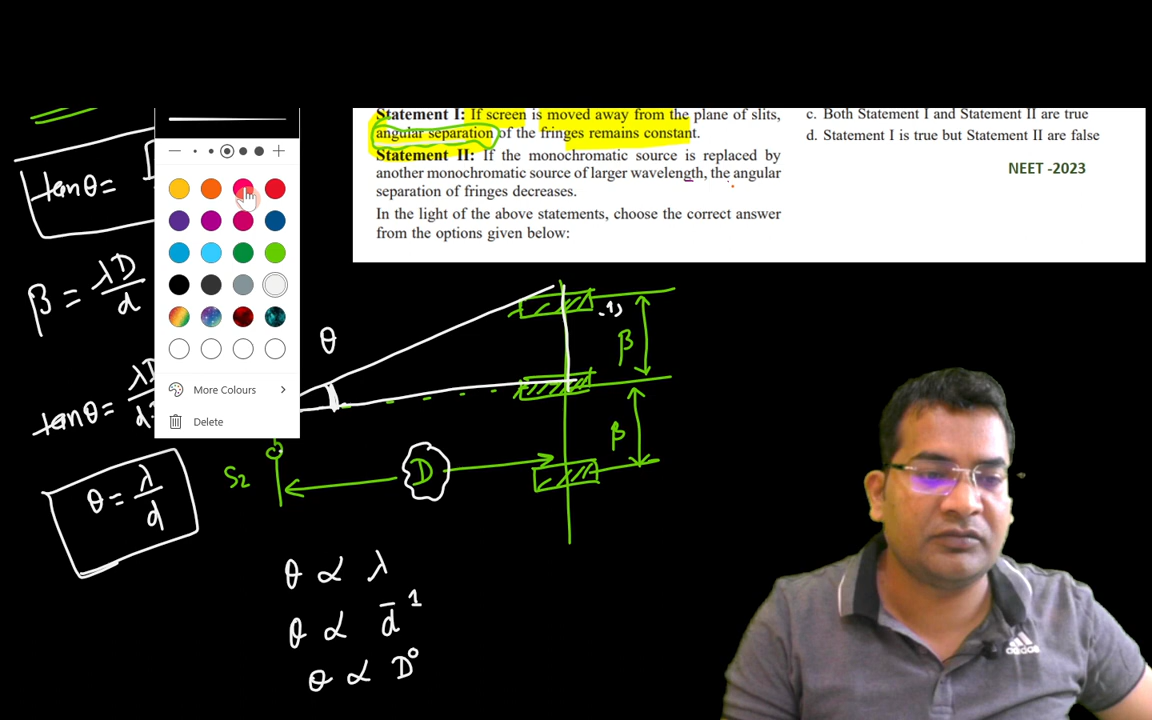 Statement I: If screen is moved away from the plane of slits,
angular separation of the fringes remains constant.
Statement II: If the monochromatic source is replaced by
another monochromatic source of larger wavelength, the angular
separation of fringes decreases.
In the light of the above statements, choose the correct answer
from the options given below:
c. Both Statement I and Statement II are true
d. Statement I is true but Statement II are false
NEET -2023
tanθ =
β = λD/d
tanθ = λD/d
θ = λ/d
More Colours
Delete
θ
β
β
S2
D
θ ∝ λ
θ ∝ d⁻¹
θ ∝ D⁰
adidas